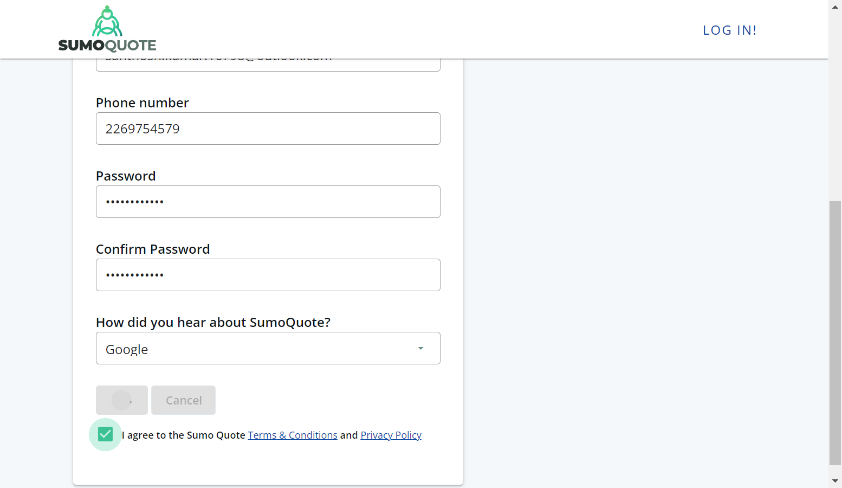 SUMOQUOTE
LOG IN!
Phone number
2269754579
Password
••••••••••••
Confirm Password
••••••••••••
How did you hear about SumoQuote?
Google
Cancel
I agree to the Sumo Quote Terms & Conditions and Privacy Policy